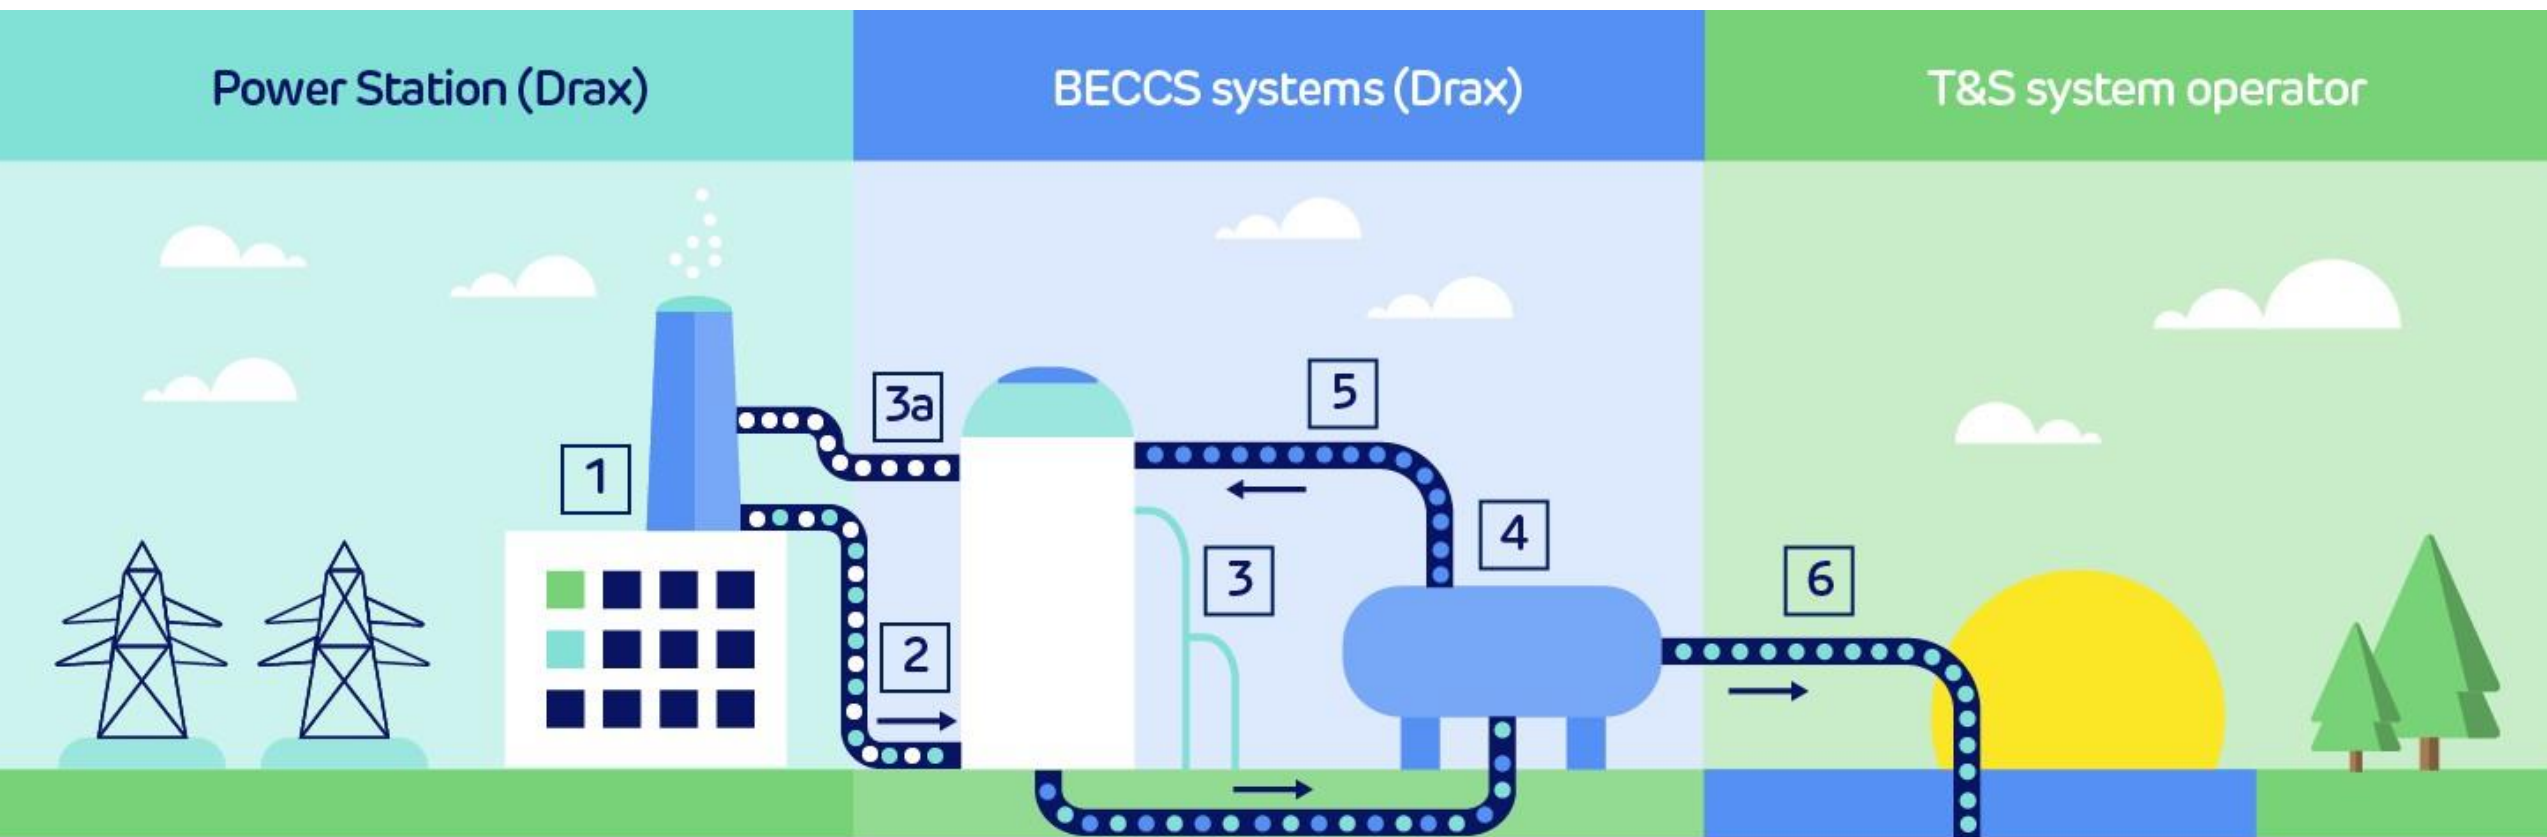 Power Station (Drax)
BECCS systems (Drax)
T&S system operator
1
3a
2
5
4
3
6